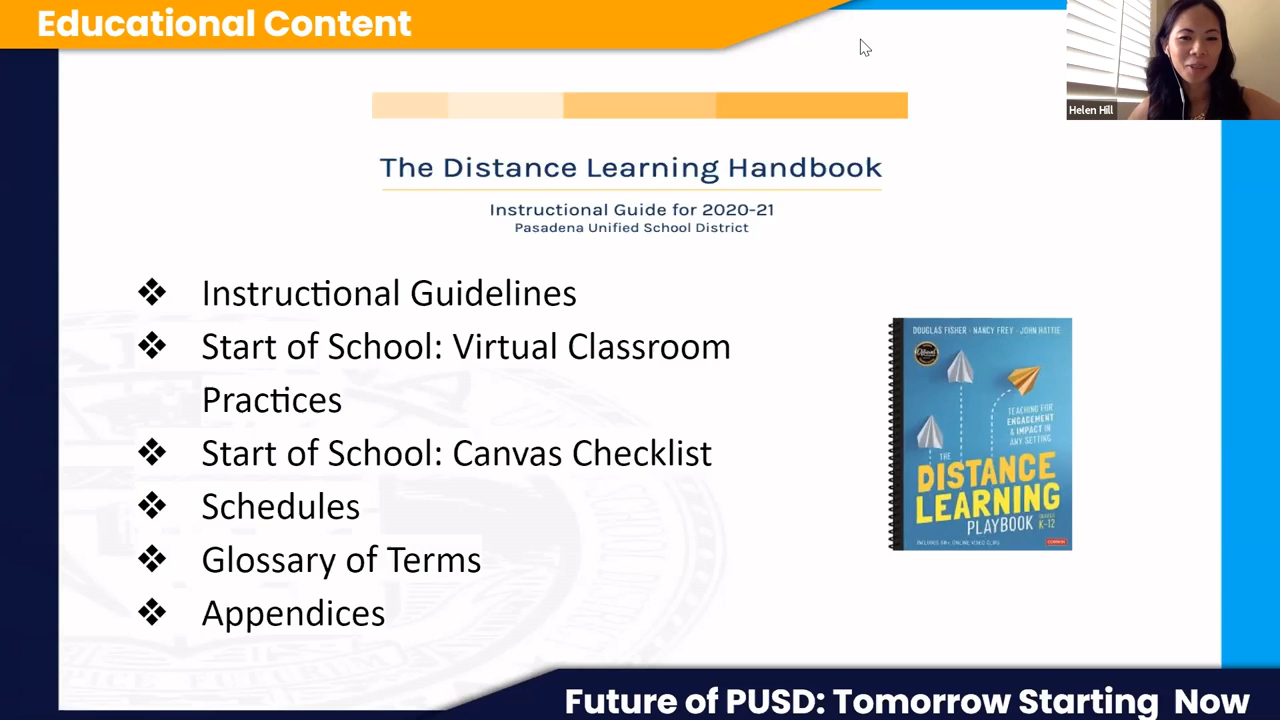 Educational Content
Helen Hill
The Distance Learning Handbook
Instructional Guide for 2020-21
Pasadena Unified School District
❖ Instructional Guidelines
❖ Start of School: Virtual Classroom
Practices
❖ Start of School: Canvas Checklist
❖ Schedules
❖ Glossary of Terms
❖ Appendices
DOUGLAS FISHER · NANCY FREY · JOHN HATTIE
TEACHING FOR
ENGAGEMENT
& IMPACT IN
ANY SETTING
THE
DISTANCE
LEARNING
PLAYBOOK
K-12
Future of PUSD: Tomorrow Starting Now